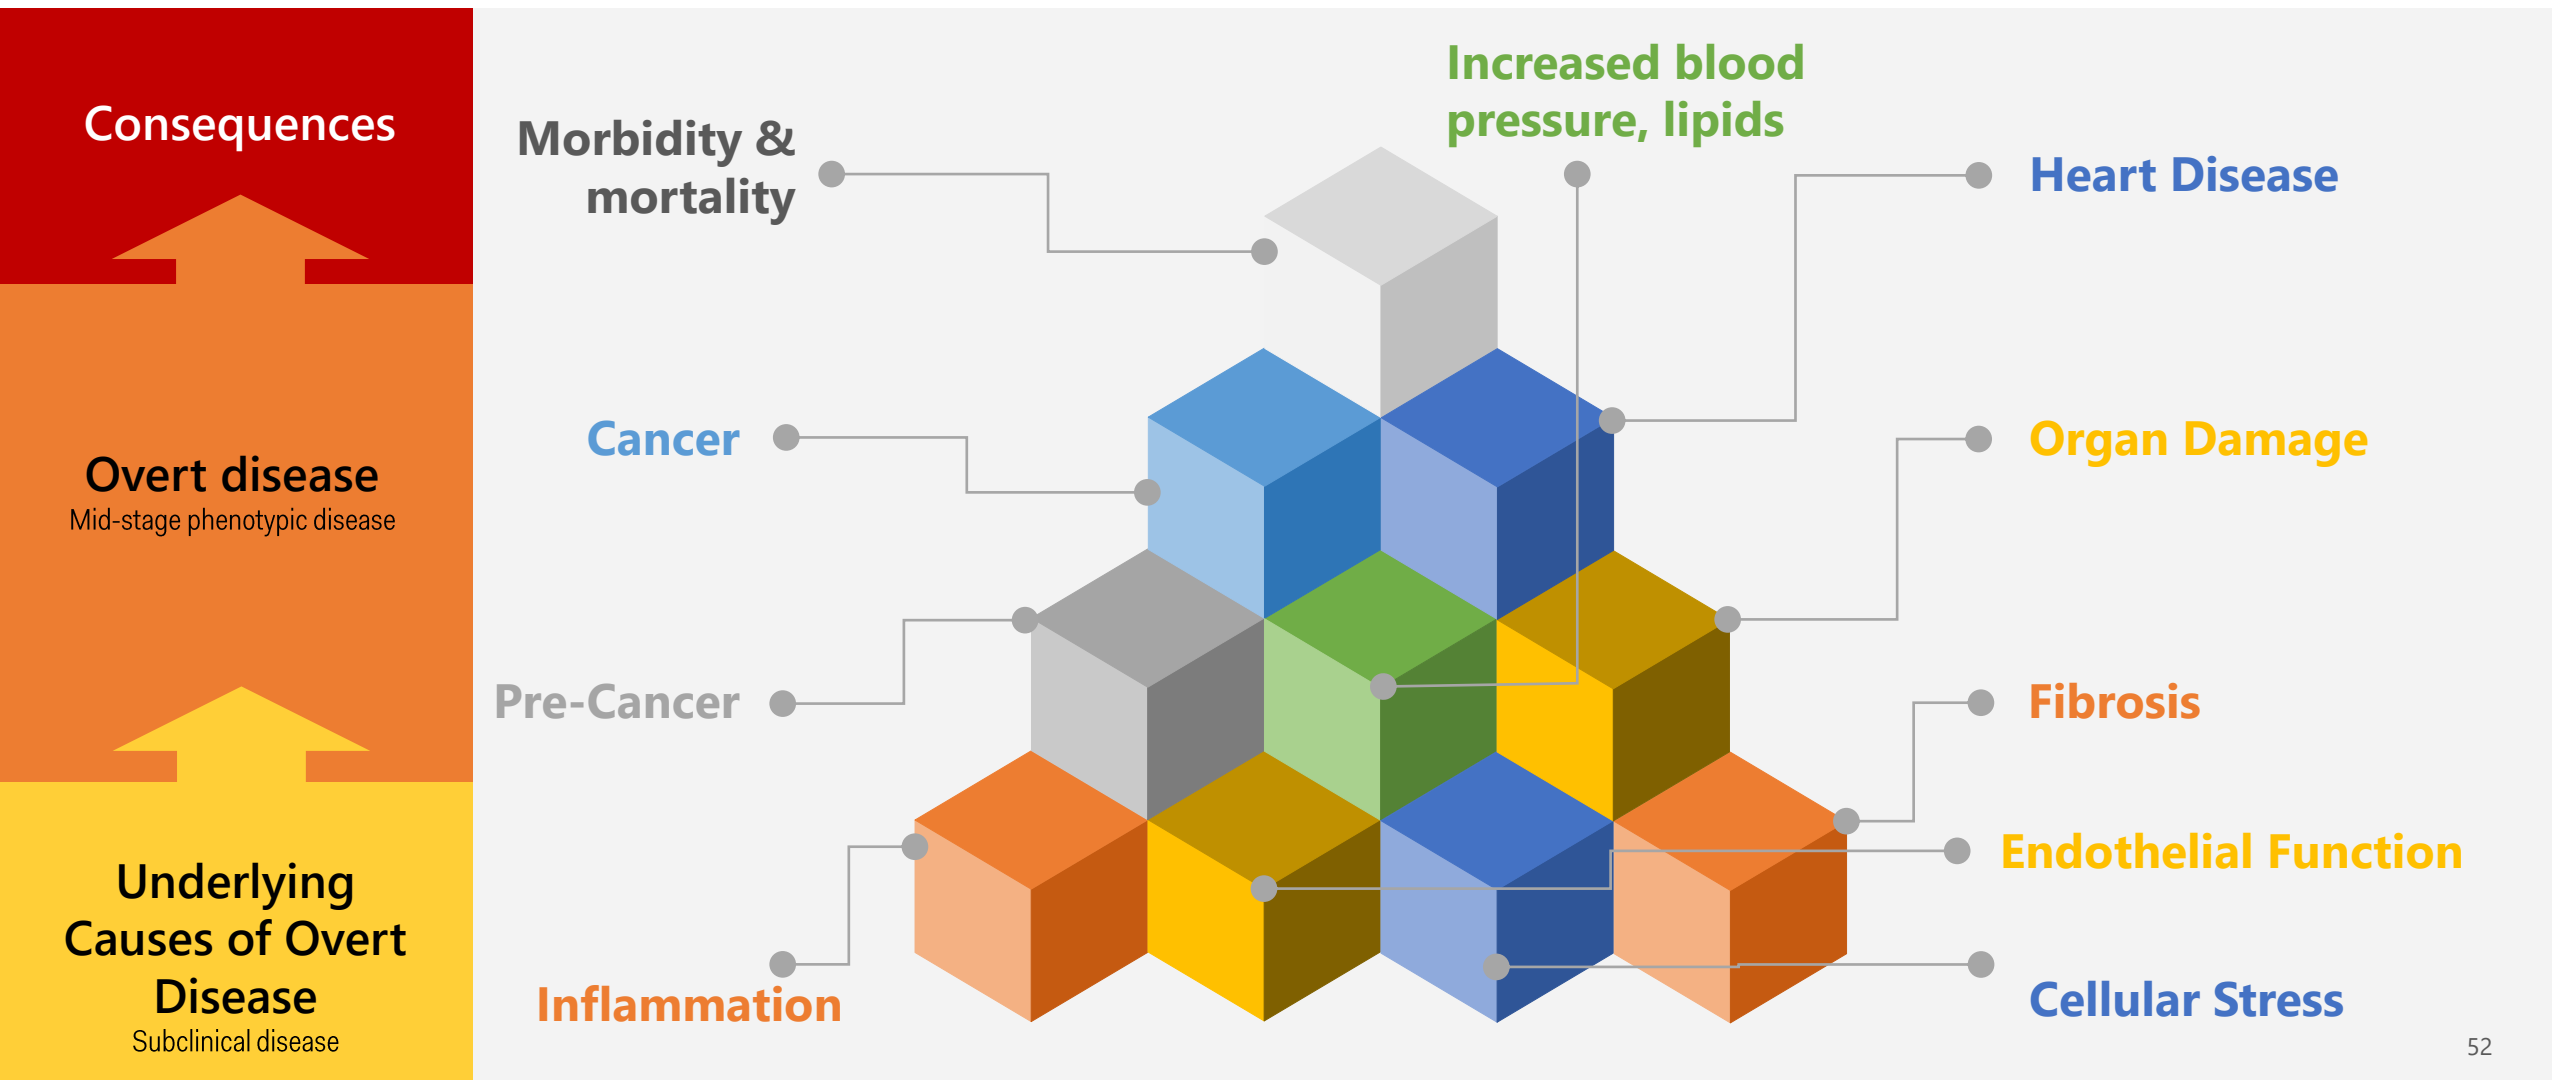 Consequences
Overt disease
Mid-stage phenotypic disease
Underlying
Causes of Overt
Disease
Subclinical disease
Morbidity &
mortality
Increased blood
pressure, lipids
Heart Disease
Cancer
Organ Damage
Pre-Cancer
Fibrosis
Endothelial Function
Inflammation
Cellular Stress
52